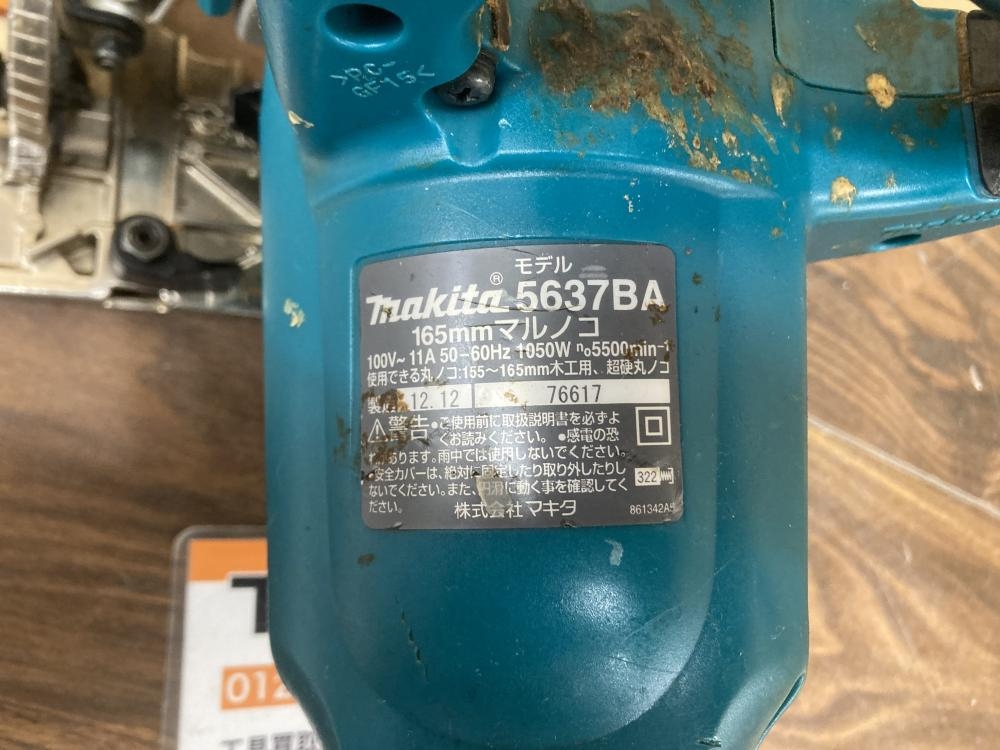 >PC-
GF15<
モデル
makita® 5637BA
165mmマルノコ
100V~ 11A 50-60Hz 1050W n₀5500min⁻¹
使用できる丸ノコ:155～165mm木工用、超硬丸ノコ
12.12 76617
警告 •ご使用前に取扱説明書を必ずよ
くお読みください。 •感電の恐
あります。雨中では使用しないでください。
•安全カバーは、絶対に固定したり取り外したりし
ないでください。また、円滑に動く事を確認してく
ださい。
322
株式会社マキタ
861342A
T
012
工具買取